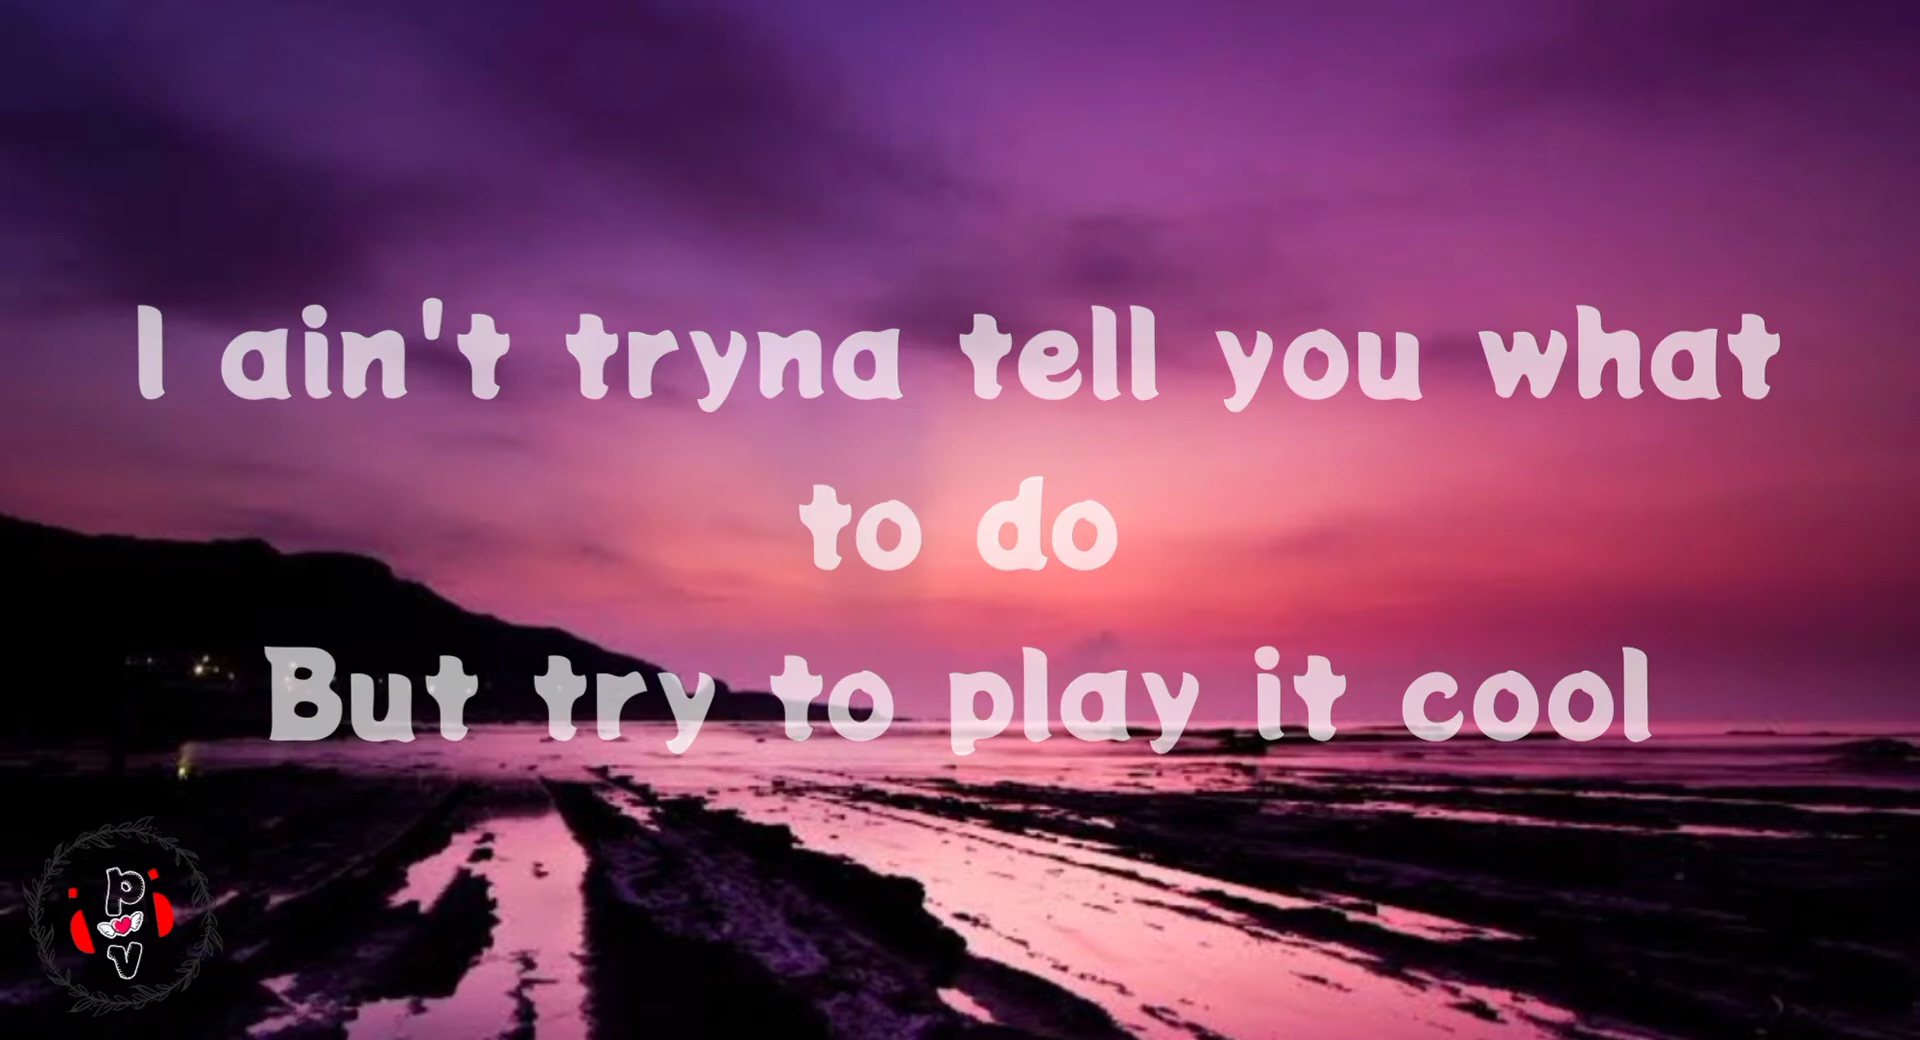 I ain't tryna tell you what
to do
But try to play it cool
p
v